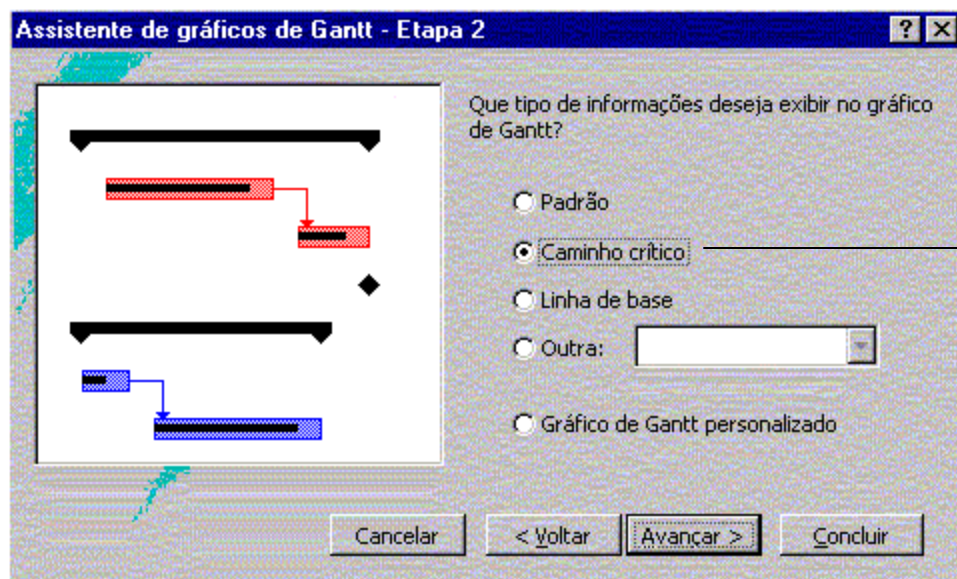 Assistente de gráficos de Gantt - Etapa 2
Que tipo de informações deseja exibir no gráfico
de Gantt?
Padrão
Caminho crítico
Linha de base
Outra:
Gráfico de Gantt personalizado
Cancelar
< Voltar
Avançar >
Concluir